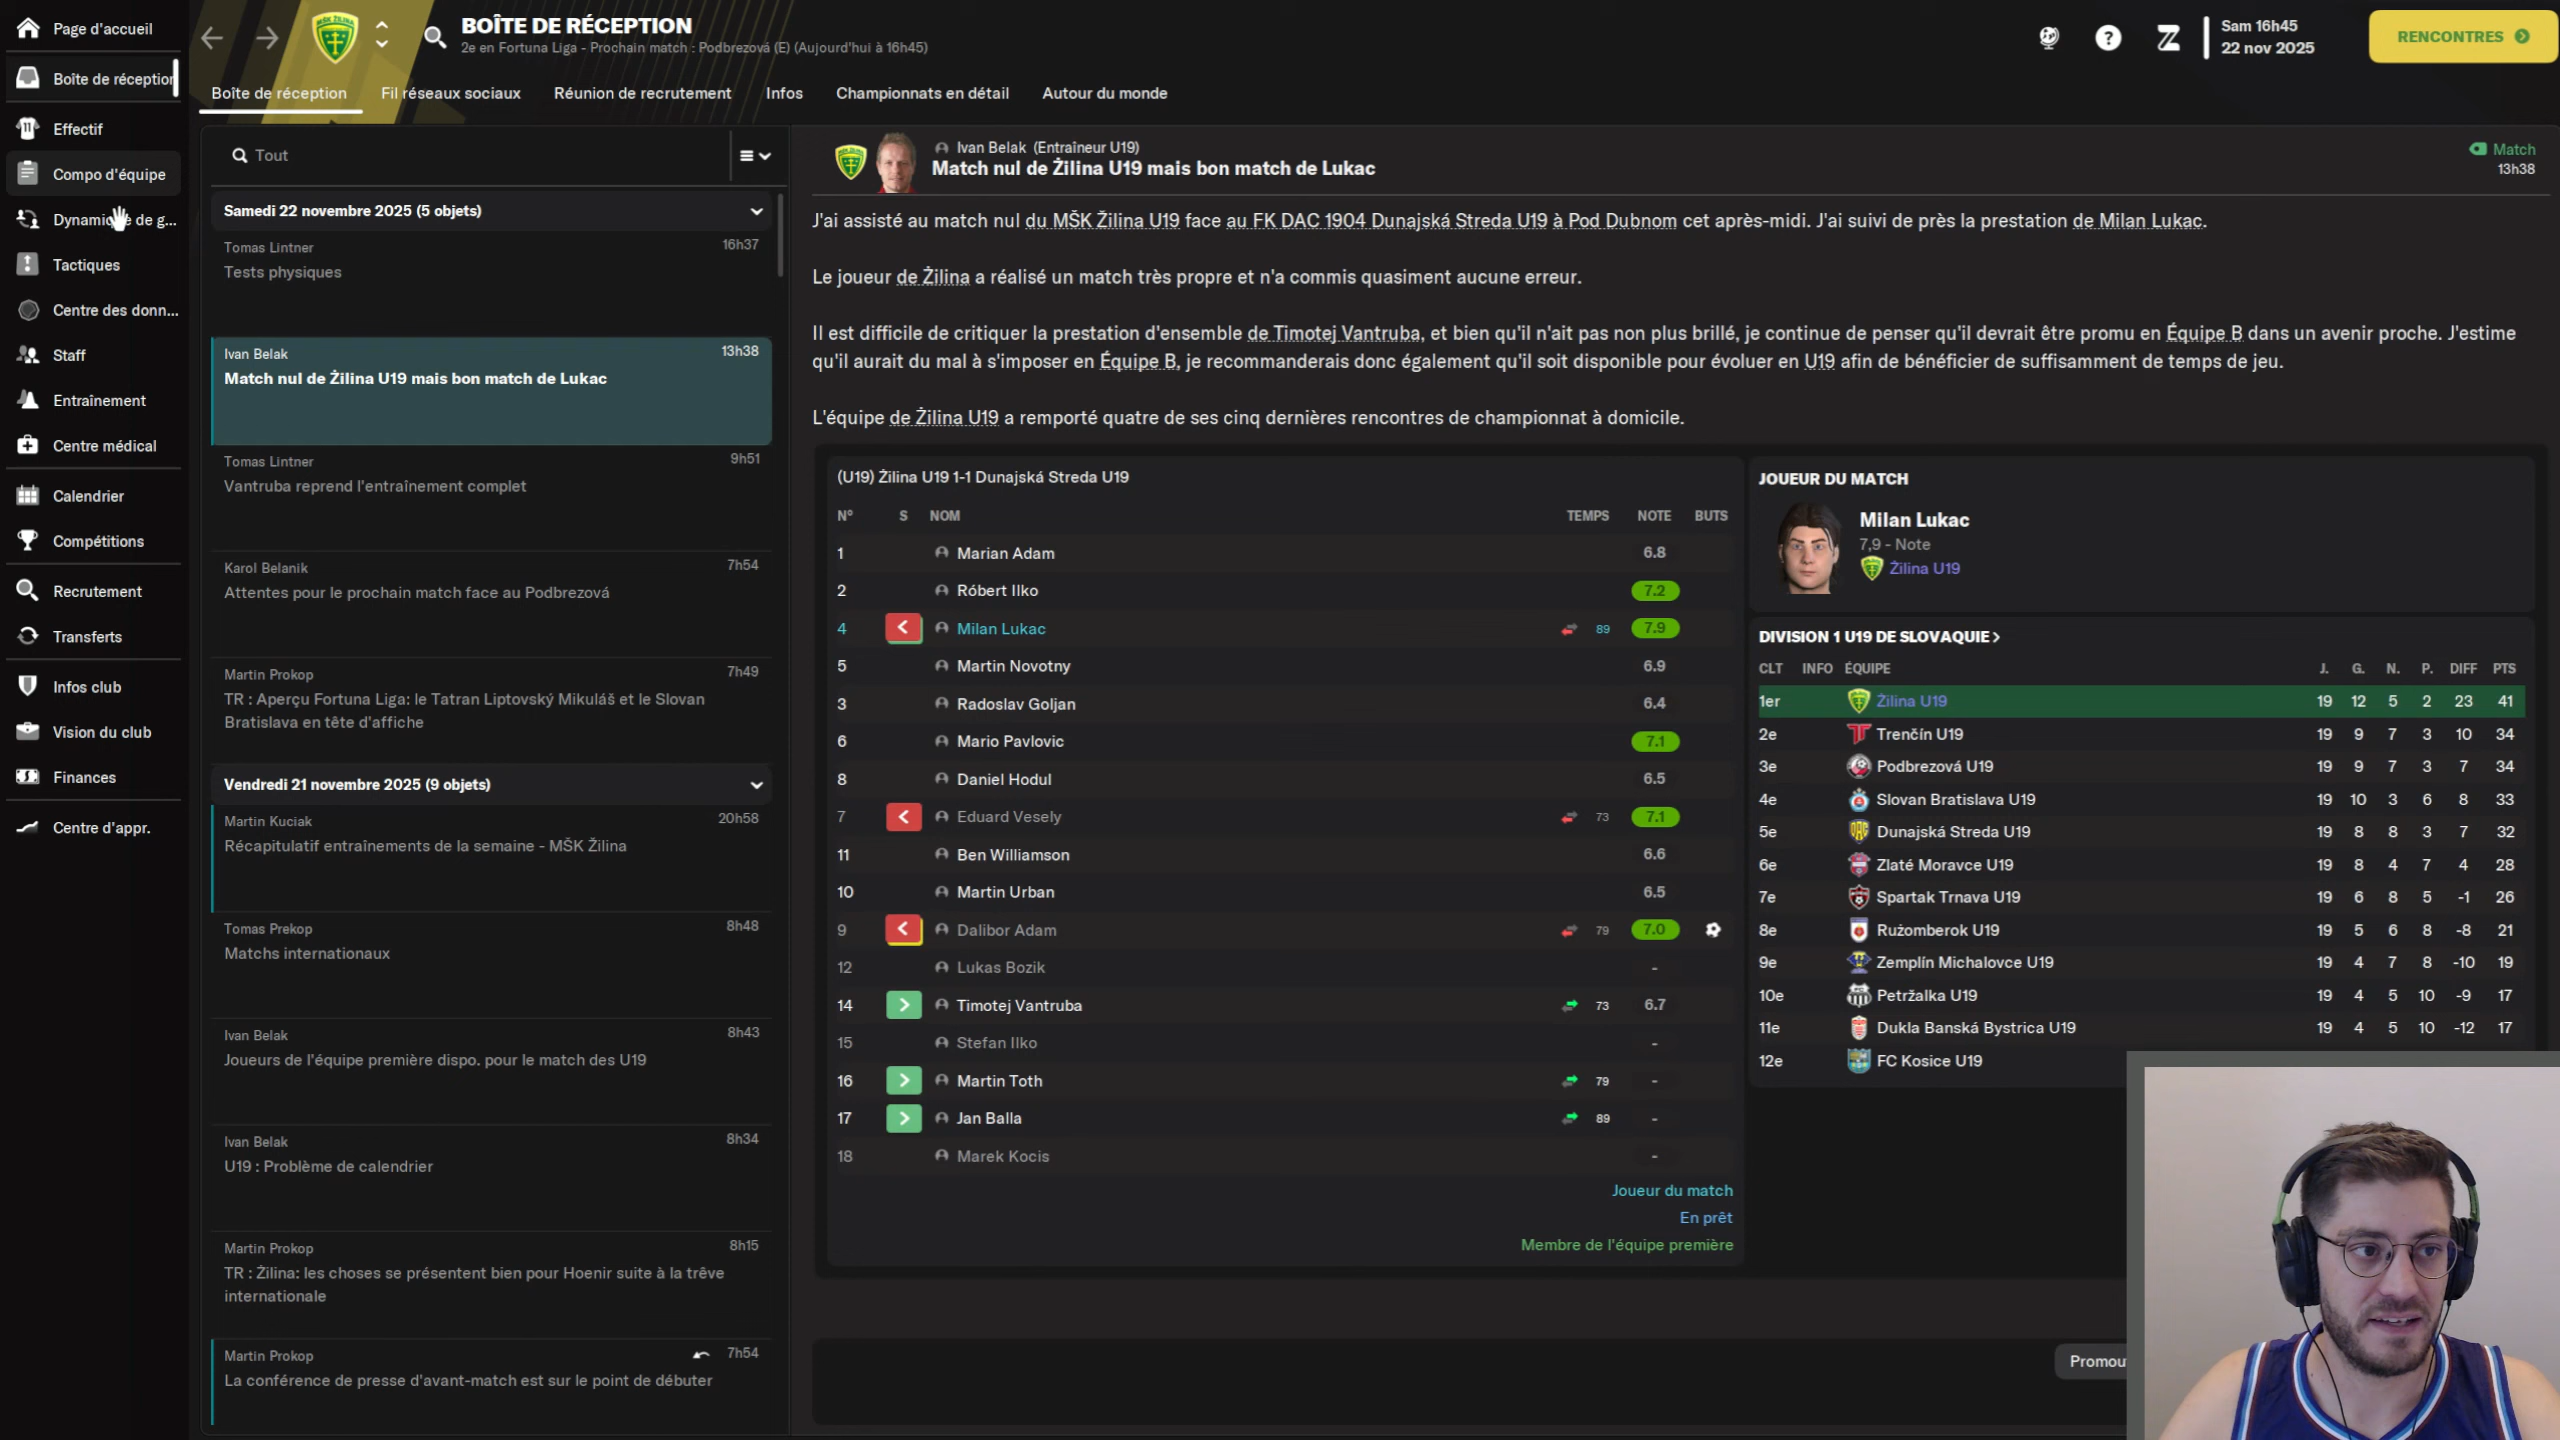 Page d'accueil
Boîte de réception
Effectif
Compo d'équipe
Dynamique de g...
Tactiques
Centre des donn...
Staff
Entraînement
Centre médical
Calendrier
Compétitions
Recrutement
Transferts
Infos club
Vision du club
Finances
Centre d'appr.
BOÎTE DE RÉCEPTION
2e en Fortuna Liga - Prochain match : Podbrezová (E) (Aujourd'hui à 16h45)
Sam 16h45
22 nov 2025
RENCONTRES
Boîte de réception Fil réseaux sociaux Réunion de recrutement Infos Championnats en détail Autour du monde
Tout
Samedi 22 novembre 2025 (5 objets)
Tomas Lintner 16h37
Tests physiques
Ivan Belak 13h38
Match nul de Żilina U19 mais bon match de Lukac
Tomas Lintner 9h51
Vantruba reprend l'entraînement complet
Karol Belanik 7h54
Attentes pour le prochain match face au Podbrezová
Martin Prokop 7h49
TR : Aperçu Fortuna Liga: le Tatran Liptovský Mikuláš et le Slovan
Bratislava en tête d'affiche
Vendredi 21 novembre 2025 (9 objets)
Martin Kuciak 20h58
Récapitulatif entraînements de la semaine - MŠK Žilina
Tomas Prekop 8h48
Matchs internationaux
Ivan Belak 8h43
Joueurs de l'équipe première dispo. pour le match des U19
Ivan Belak 8h34
U19 : Problème de calendrier
Martin Prokop 8h15
TR : Żilina: les choses se présentent bien pour Hoenir suite à la trêve
internationale
Martin Prokop 7h54
La conférence de presse d'avant-match est sur le point de débuter
Ivan Belak (Entraîneur U19)
Match nul de Żilina U19 mais bon match de Lukac
Match
13h38
J'ai assisté au match nul du MŠK Žilina U19 face au FK DAC 1904 Dunajská Streda U19 à Pod Dubnom cet après-midi. J'ai suivi de près la prestation de Milan Lukac.
Le joueur de Żilina a réalisé un match très propre et n'a commis quasiment aucune erreur.
Il est difficile de critiquer la prestation d'ensemble de Timotej Vantruba, et bien qu'il n'ait pas non plus brillé, je continue de penser qu'il devrait être promu en Équipe B dans un avenir proche. J'estime
qu'il aurait du mal à s'imposer en Équipe B, je recommanderais donc également qu'il soit disponible pour évoluer en U19 afin de bénéficier de suffisamment de temps de jeu.
L'équipe de Żilina U19 a remporté quatre de ses cinq dernières rencontres de championnat à domicile.
(U19) Żilina U19 1-1 Dunajská Streda U19
N° S NOM TEMPS NOTE BUTS
1 Marian Adam 6.8
2 Róbert Ilko 7.2
4 Milan Lukac 89 7.9
5 Martin Novotny 6.9
3 Radoslav Goljan 6.4
6 Mario Pavlovic 7.1
8 Daniel Hodul 6.5
7 Eduard Vesely 73 7.1
11 Ben Williamson 6.6
10 Martin Urban 6.5
9 Dalibor Adam 79 7.0
12 Lukas Bozik -
14 Timotej Vantruba 73 6.7
15 Stefan Ilko -
16 Martin Toth 79 -
17 Jan Balla 89 -
18 Marek Kocis -
Joueur du match
En prêt
Membre de l'équipe première
JOUEUR DU MATCH
Milan Lukac
7,9 - Note
Żilina U19
DIVISION 1 U19 DE SLOVAQUIE >
CLT INFO ÉQUIPE J. G. N. P. DIFF PTS
1er Żilina U19 19 12 5 2 23 41
2e Trenčín U19 19 9 7 3 10 34
3e Podbrezová U19 19 9 7 3 7 34
4e Slovan Bratislava U19 19 10 3 6 8 33
5e Dunajská Streda U19 19 8 8 3 7 32
6e Zlaté Moravce U19 19 8 4 7 4 28
7e Spartak Trnava U19 19 6 8 5 -1 26
8e Rużomberok U19 19 5 6 8 -8 21
9e Zemplín Michalovce U19 19 4 7 8 -10 19
10e Petržalka U19 19 4 5 10 -9 17
11e Dukla Banská Bystrica U19 19 4 5 10 -12 17
12e FC Kosice U19
Promou